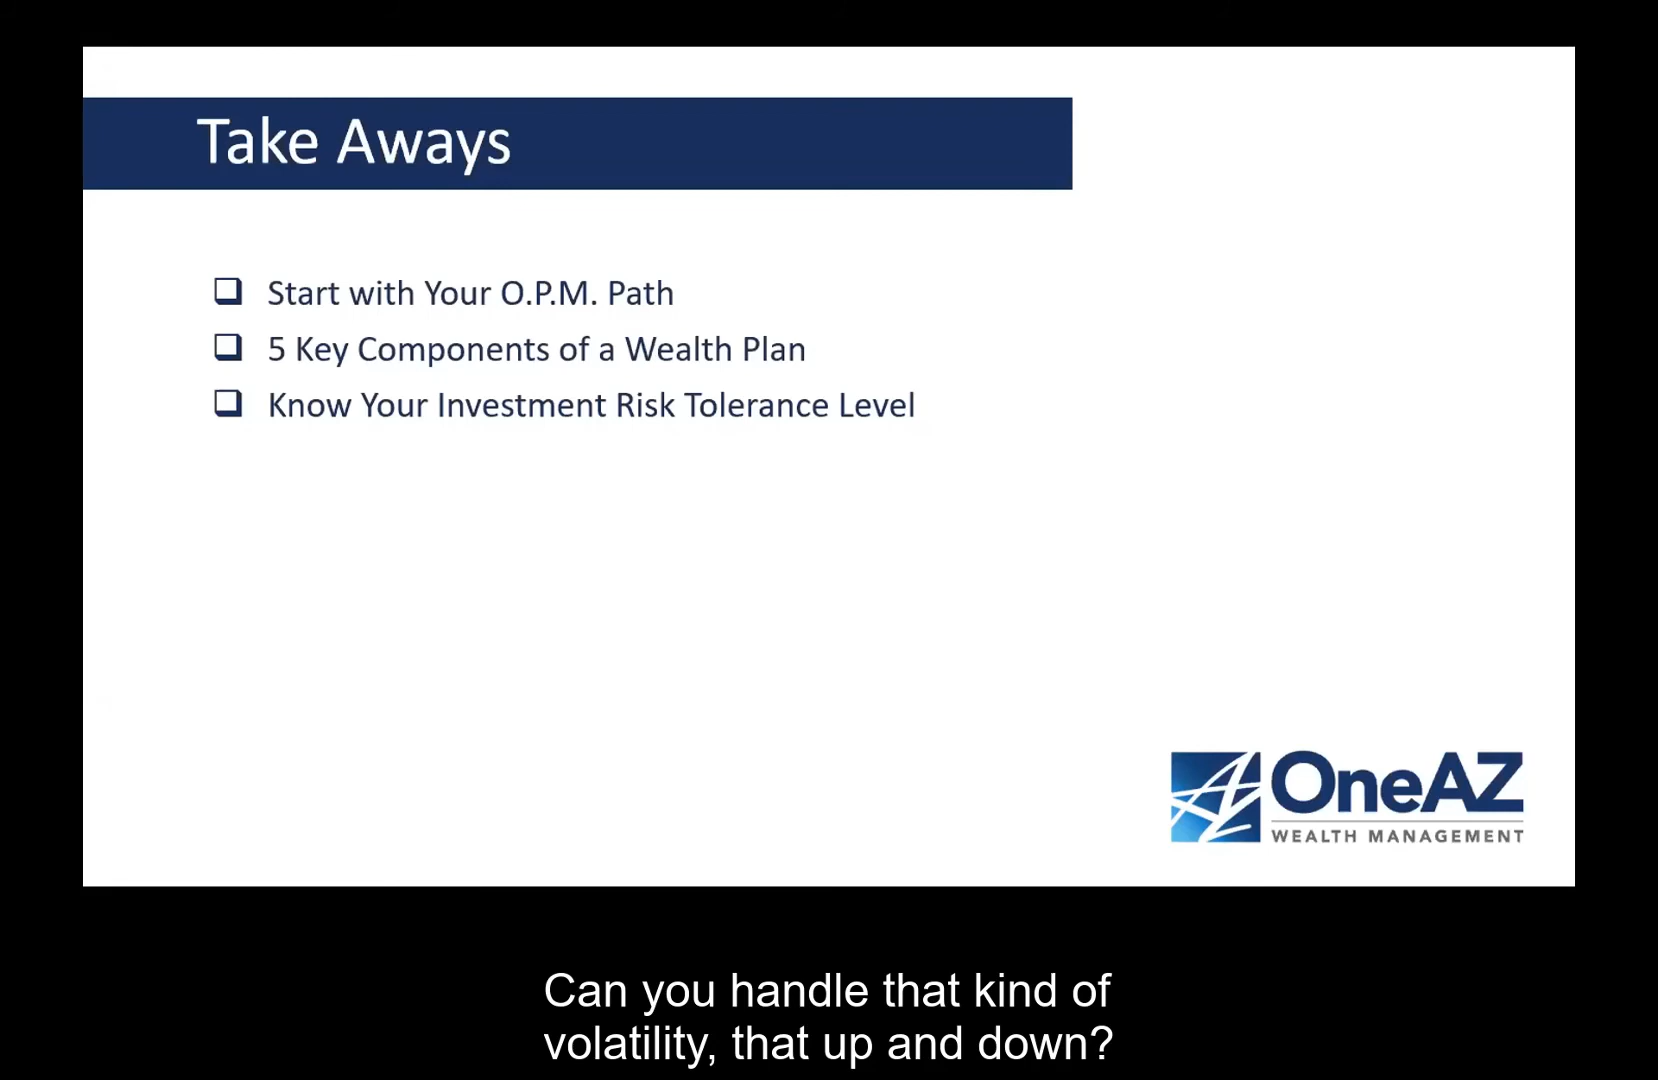 Take Aways
Start with Your O.P.M. Path
5 Key Components of a Wealth Plan
Know Your Investment Risk Tolerance Level
OneAZ
WEALTH MANAGEMENT
Can you handle that kind of
volatility, that up and down?